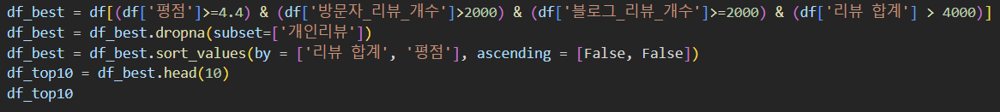 df_best = df[(df['평점']>=4.4) & (df['방문자_리뷰_개수']>2000) & (df['블로그_리뷰_개수']>=2000) & (df['리뷰 합계'] > 4000)]
df_best = df_best.dropna(subset=['개인리뷰'])
df_best = df_best.sort_values(by = ['리뷰 합계', '평점'], ascending = [False, False])
df_top10 = df_best.head(10)
df_top10